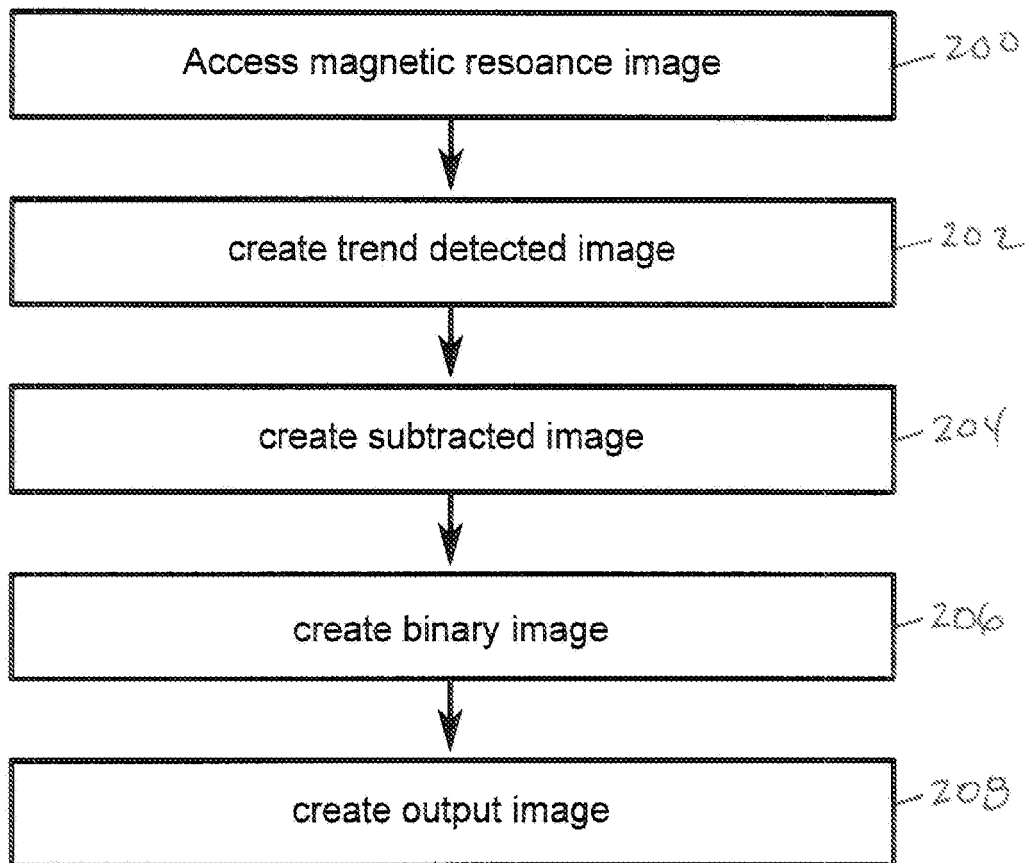 Access magnetic resoance image 200
create trend detected image 202
create subtracted image 204
create binary image 206
create output image 208